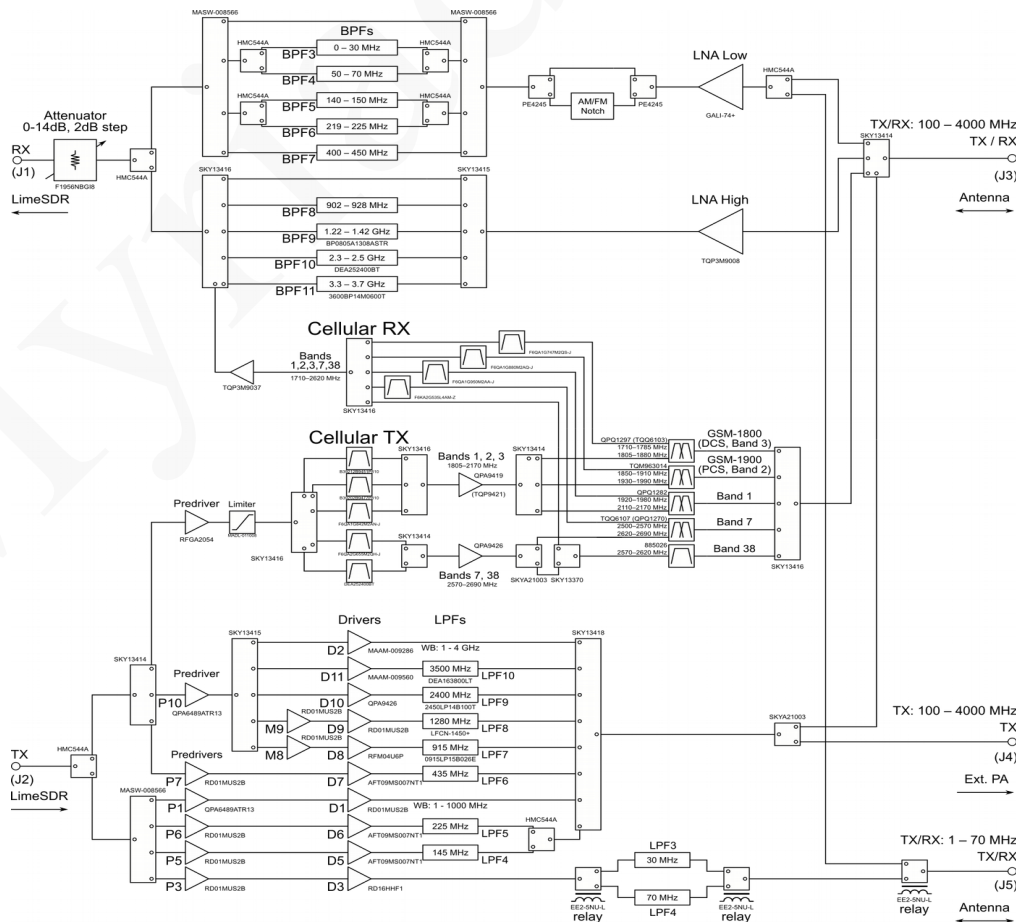 MASW-008566
MASW-008566
BPFs
HMC544A
HMC544A
BPF3
0 – 30 MHz
BPF4
50 – 70 MHz
HMC544A
HMC544A
BPF5
140 – 150 MHz
BPF6
219 – 225 MHz
BPF7
400 – 450 MHz
PE4245
AM/FM
Notch
PE4245
LNA Low
GALI-74+
HMC544A
Attenuator
0-14dB, 2dB step
RX
(J1)
F1956NBGI8
LimeSDR
HMC544A
TX/RX: 100 – 4000 MHz
SKY13414
TX / RX
(J3)
Antenna
SKY13416
SKY13415
BPF8
902 – 928 MHz
BPF9
1.22 – 1.42 GHz
BP0805A1308ASTR
BPF10
2.3 – 2.5 GHz
DEA252400BT
BPF11
3.3 – 3.7 GHz
3600BP14M0600T
LNA High
TQP3M9008
Cellular RX
Bands
1,2,3,7,38
1710–2620 MHz
TQP3M9037
SKY13416
Cellular TX
SKY13416
Bands 1, 2, 3
1805–2170 MHz
QPA9419
(TQP9421)
SKY13414
QPQ1297 (TQQ6103)
1710–1785 MHz
1805–1880 MHz
GSM-1800
(DCS, Band 3)
TQM963014
1850–1910 MHz
1930–1990 MHz
GSM-1900
(PCS, Band 2)
QPQ1282
1920–1980 MHz
2110–2170 MHz
Band 1
TQQ6107 (QPQ1270)
2500–2570 MHz
2620–2690 MHz
Band 7
885026
2570–2620 MHz
Band 38
SKY13416
Predriver
RFGA2054
Limiter
SKY13416
SKY13414
QPA9426
Bands 7, 38
2570–2690 MHz
SKYA21003
SKY13370
Drivers
LPFs
SKY13414
SKY13415
SKY13418
D2
MAAM-009286
WB: 1 - 4 GHz
D11
MAAM-009560
3500 MHz
DEA163800LT
LPF10
Predriver
P10
QPA6489ATR13
D10
QPA9426
2400 MHz
2450LP14B100T
LPF9
M9
RD01MUS2B
D9
RD01MUS2B
1280 MHz
LFCN-1450+
LPF8
M8
RD01MUS2B
D8
RFM04U6P
915 MHz
0915LP15B026E
LPF7
TX
(J2)
LimeSDR
HMC544A
Predrivers
P7
RD01MUS2B
D7
AFT09MS007NT1
435 MHz
LPF6
MASW-008566
P1
QPA6489ATR13
D1
RD01MUS2B
WB: 1 - 1000 MHz
P6
RD01MUS2B
D6
AFT09MS007NT1
225 MHz
LPF5
HMC544A
P5
RD01MUS2B
D5
AFT09MS007NT1
145 MHz
LPF4
P3
RD01MUS2B
D3
RD16HHF1
EE2-5NU-L
relay
LPF3
30 MHz
70 MHz
LPF4
EE2-5NU-L
relay
SKYA21003
TX: 100 – 4000 MHz
TX
(J4)
Ext. PA
TX/RX: 1 – 70 MHz
TX/RX
(J5)
EE2-5NU-L
relay
Antenna